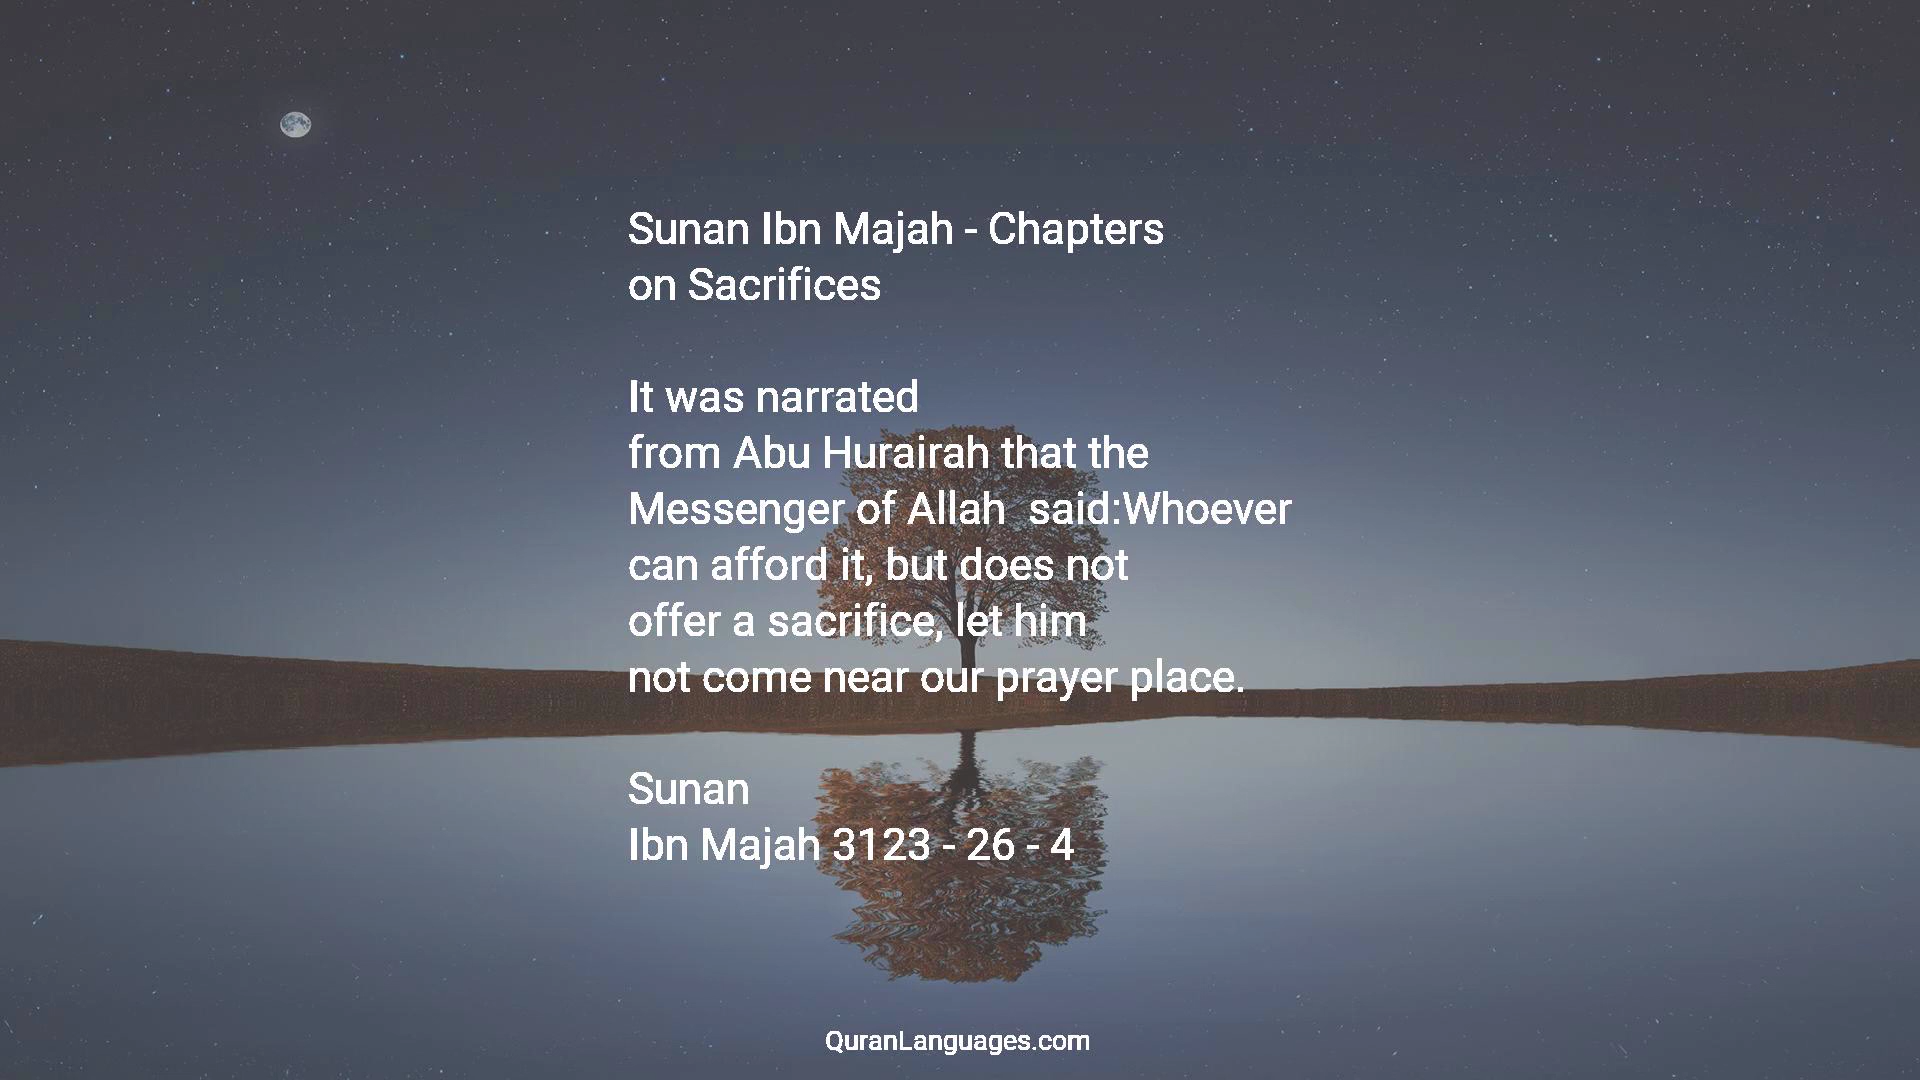 Sunan Ibn Majah - Chapters
on Sacrifices
It was narrated
from Abu Hurairah that the
Messenger of Allah  said:Whoever
can afford it, but does not
offer a sacrifice, let him
not come near our prayer place.
Sunan
Ibn Majah 3123 - 26 - 4
QuranLanguages.com